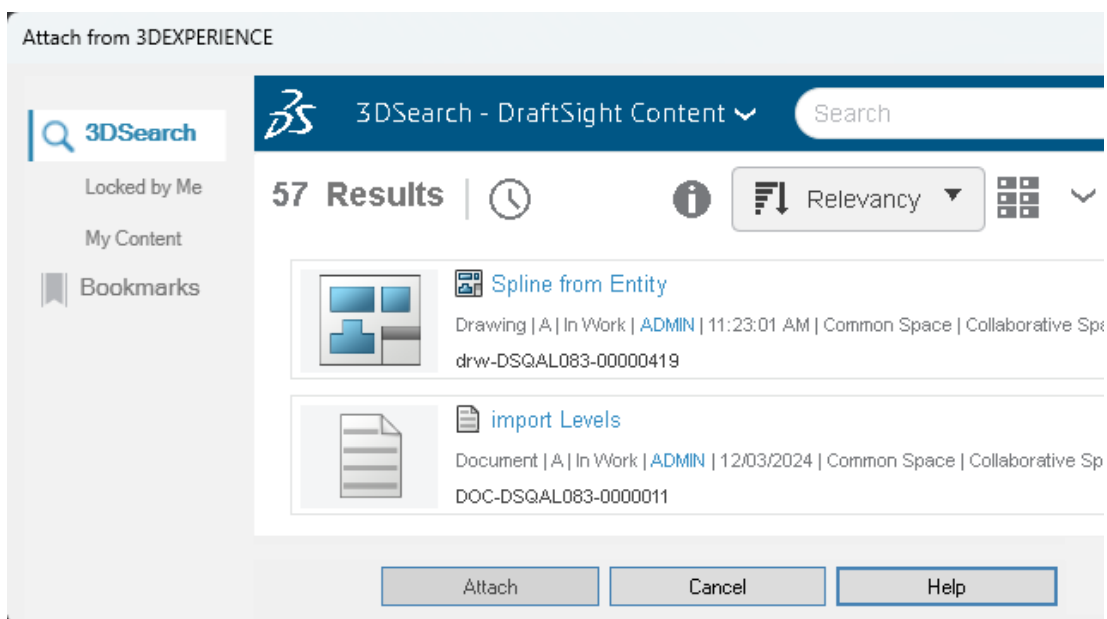 Attach from 3DEXPERIENCE
3DSearch
Locked by Me
My Content
Bookmarks
3DSearch - DraftSight Content
Search
57 Results
Relevancy
Spline from Entity
Drawing | A | In Work | ADMIN | 11:23:01 AM | Common Space | Collaborative Spa
drw-DSQAL083-00000419
import Levels
Document | A | In Work | ADMIN | 12/03/2024 | Common Space | Collaborative Sp
DOC-DSQAL083-0000011
Attach Cancel Help